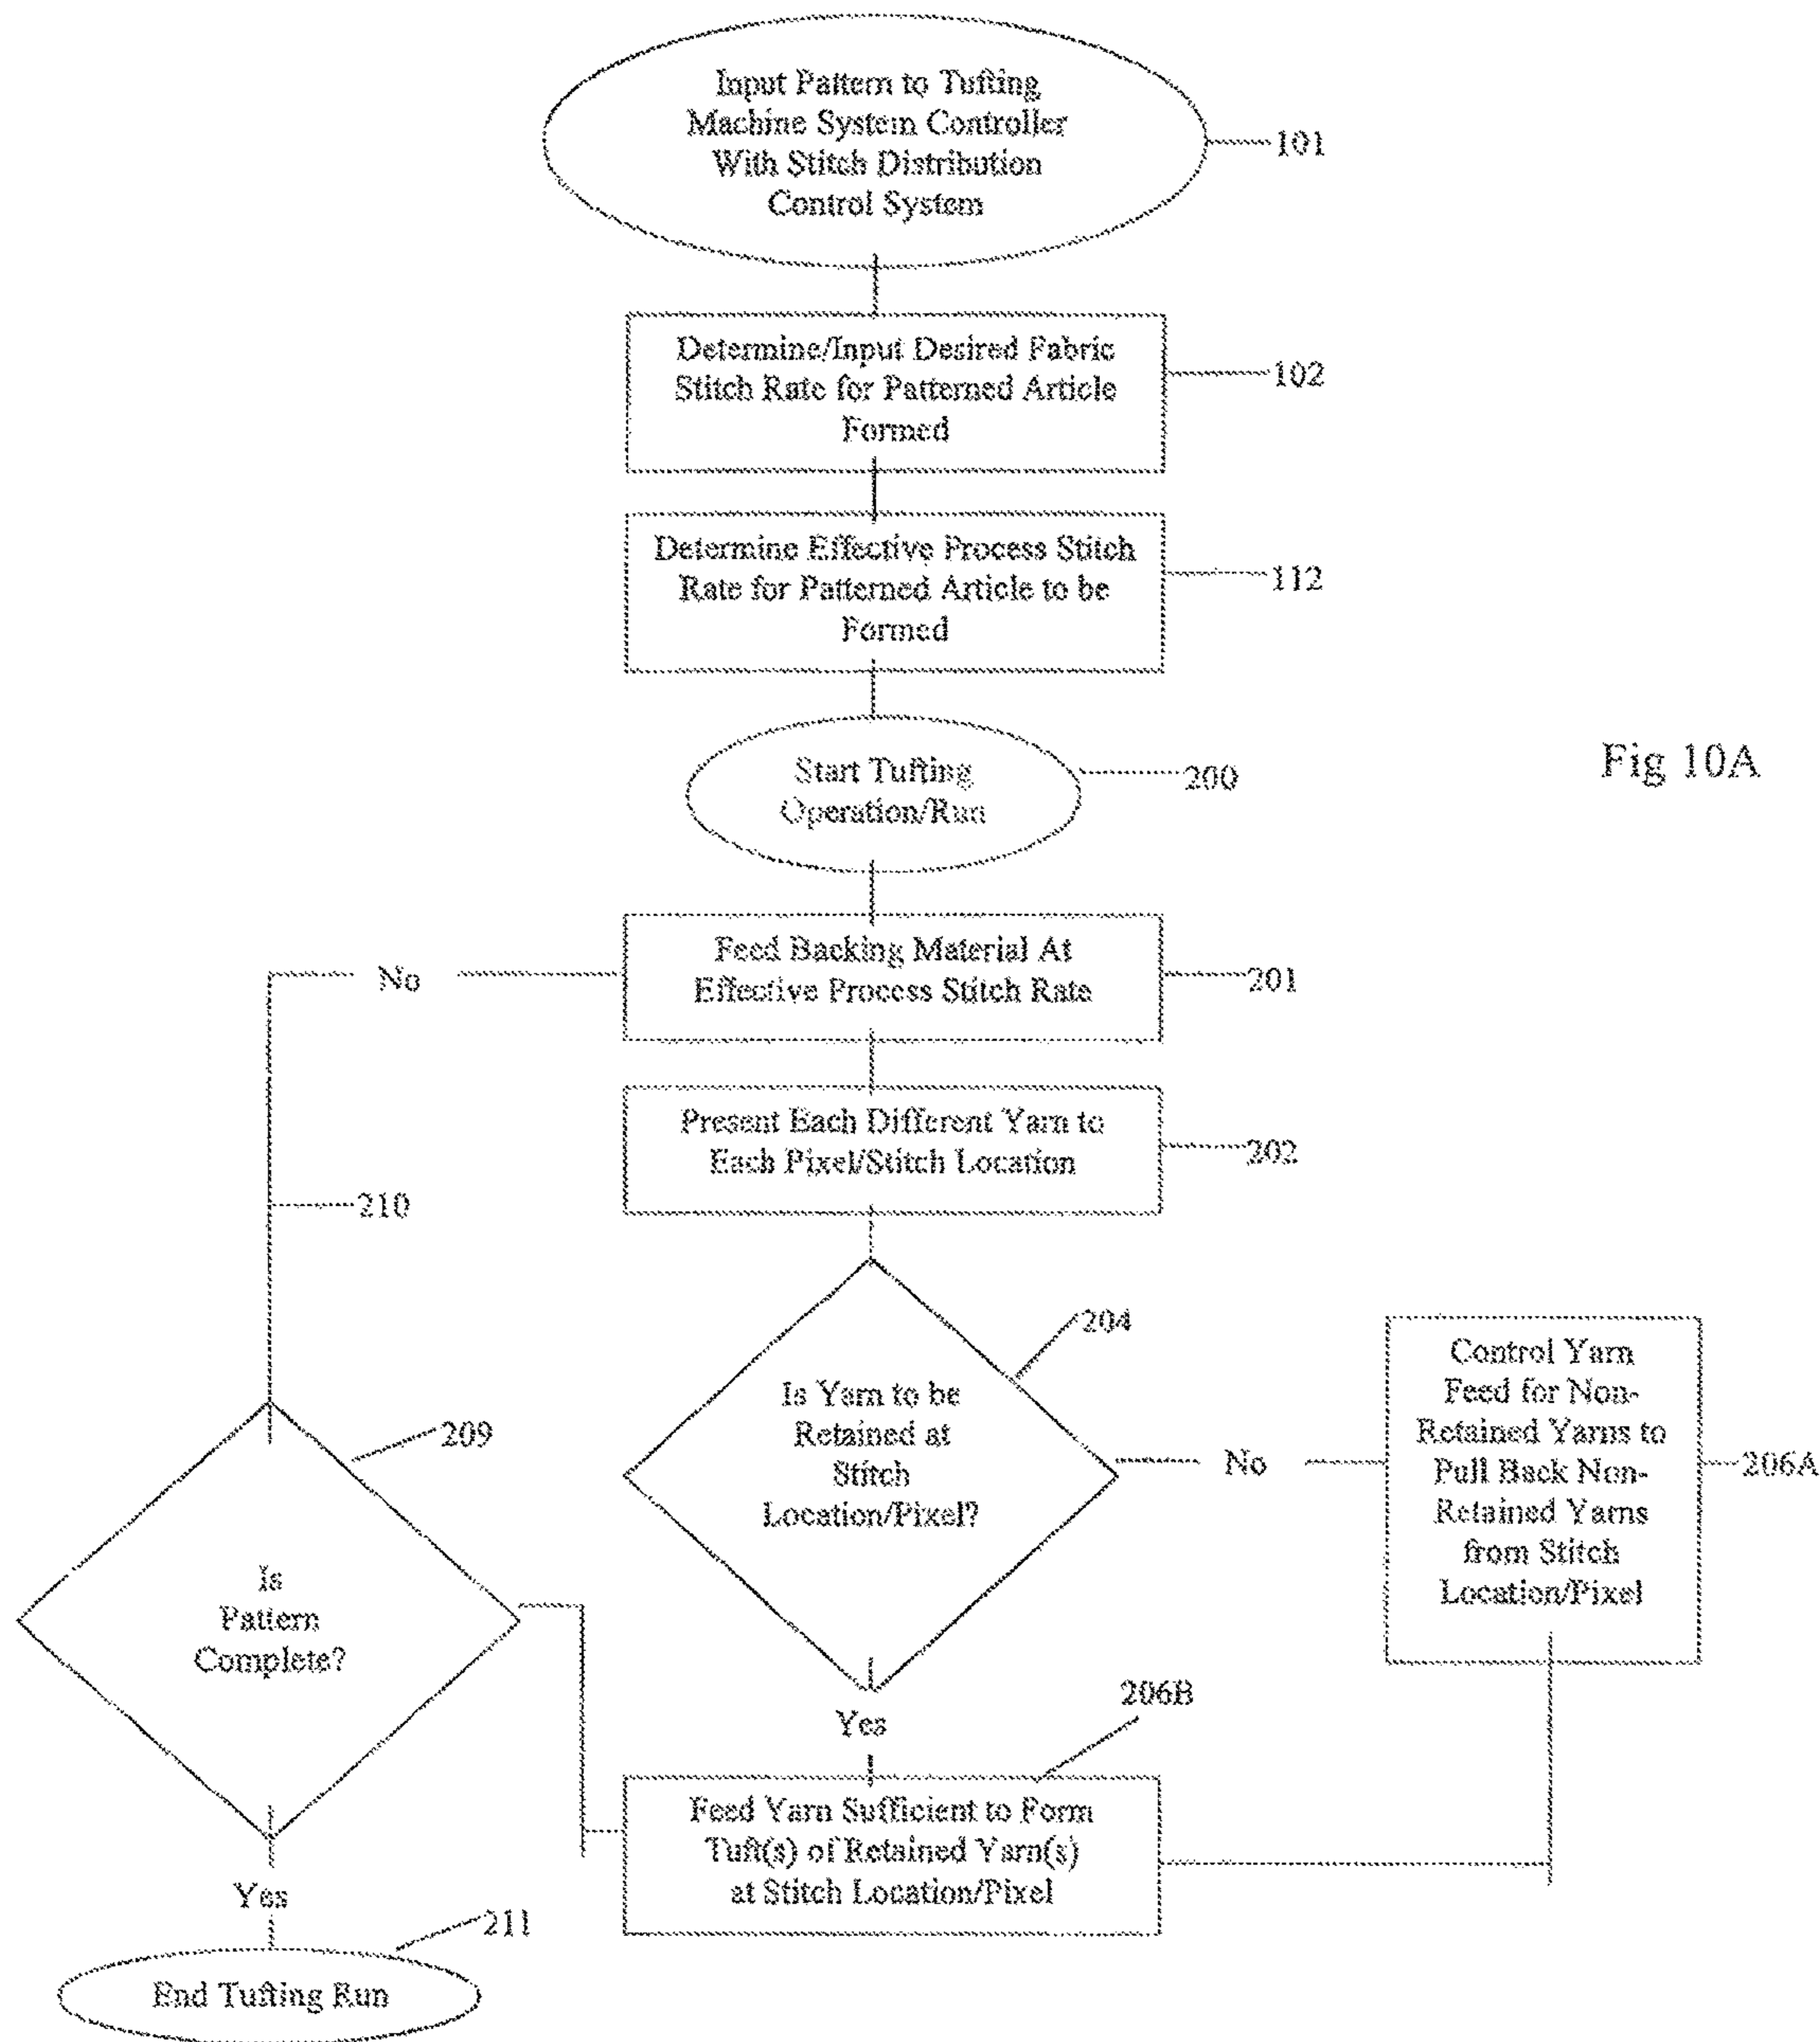 Input Pattern to Tufting
Machine System Controller
With Stitch Distribution
Control System
101
Determine/Input Desired Fabric
Stitch Rate for Patterned Article
Formed
102
Determine Effective Process Stitch
Rate for Patterned Article to be
Formed
112
Start Tufting
Operation/Run
200
Fig 10A
Feed Backing Material At
Effective Process Stitch Rate
201
No
Present Each Different Yarn to
Each Pixel/Stitch Location
202
210
Is Yarn to be
Retained at
Stitch
Location/Pixel?
204
No
Control Yarn
Feed for Non-
Retained Yarns to
Pull Back Non-
Retained Yarns
from Stitch
Location/Pixel
206A
209
Is
Pattern
Complete?
Yes
206B
Feed Yarn Sufficient to Form
Tuft(s) of Retained Yarn(s)
at Stitch Location/Pixel
Yes
211
End Tufting Run